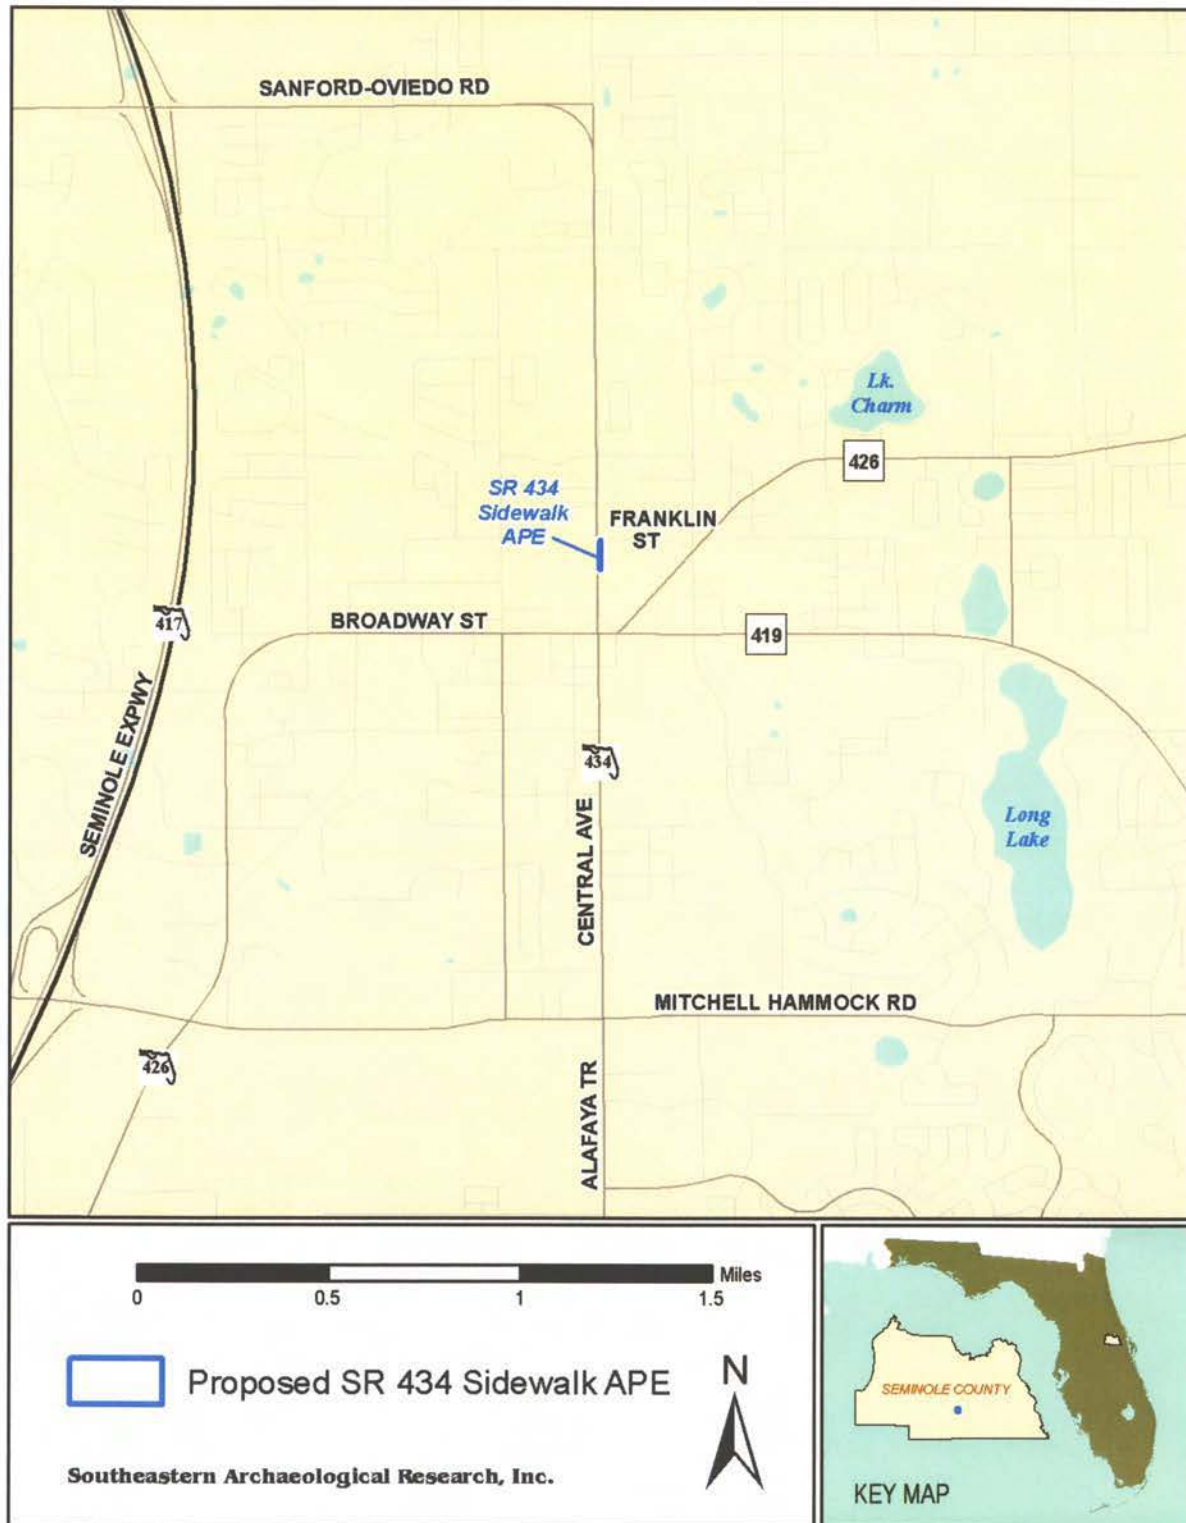 SANFORD-OVIEDO RD
Lk.
Charm
426
SR 434
Sidewalk
APE
FRANKLIN
ST
BROADWAY ST
419
417
SEMINOLE EXPWY
434
CENTRAL AVE
Long
Lake
MITCHELL HAMMOCK RD
426
ALAFAYA TR
Miles
0 0.5 1 1.5
Proposed SR 434 Sidewalk APE
N
Southeastern Archaeological Research, Inc.
SEMINOLE COUNTY
KEY MAP